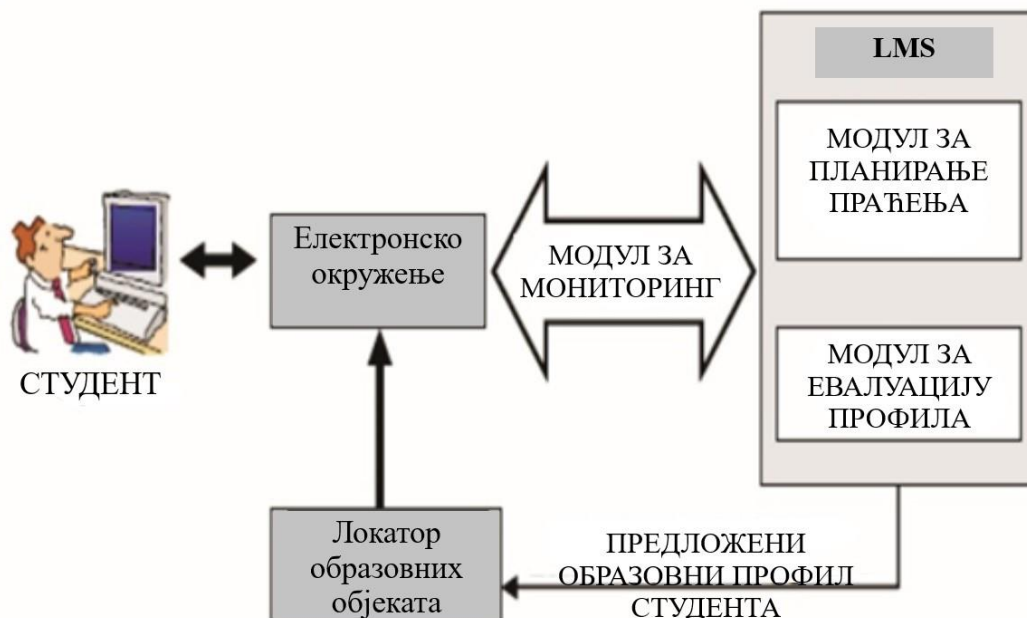 LMS
МОДУЛ ЗА
ПЛАНИРАЊЕ
ПРАЋЕЊА
Електронско
окружење
МОДУЛ ЗА
МОНИТОРИНГ
СТУДЕНТ
МОДУЛ ЗА
ЕВАЛУАЦИЈУ
ПРОФИЛА
Локатор
образовних
објеката
ПРЕДЛОЖЕНИ
ОБРАЗОВНИ ПРОФИЛ
СТУДЕНТА